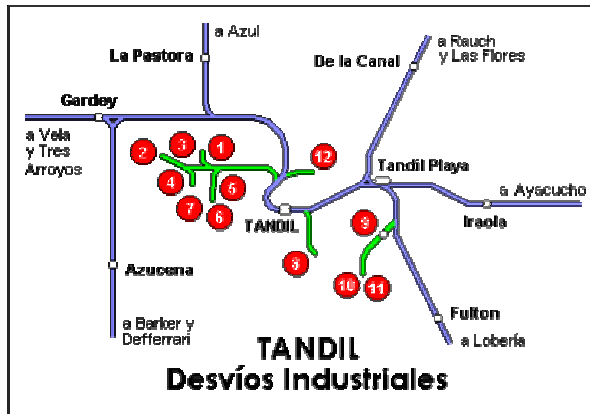 a Azul
La Pastora
De la Canal
a Rauch
y Las Flores
Gardey
a Vela
y Tres
Arroyos
3
1
2
12
4
5
7
6
Tandil Playa
a Ayacucho
TANDIL
9
Iraola
8
Azucena
10
11
Fulton
a Barker y
Defferrari
a Lobería
TANDIL
Desvíos Industriales